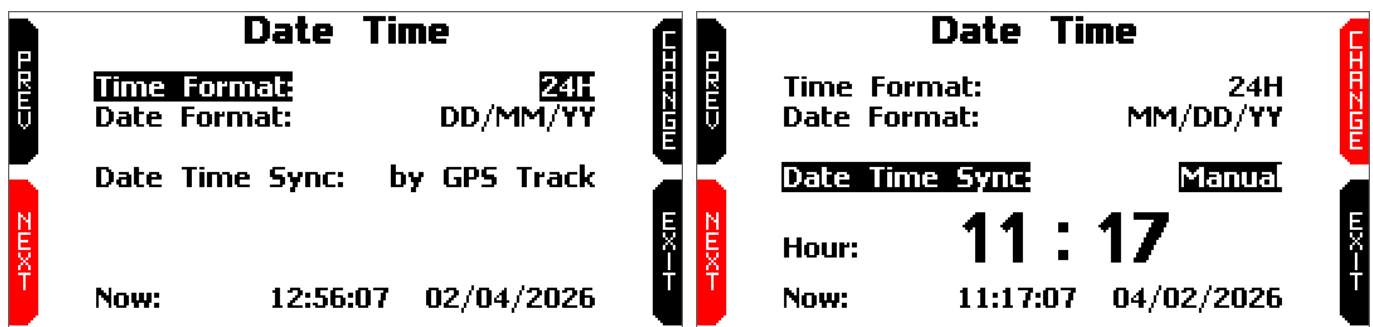 Date Time
PREV
CHANGE
Time Format: 24H
Date Format: DD/MM/YY
Date Time Sync: by GPS Track
NEXT
EXIT
Now: 12:56:07 02/04/2026
Date Time
PREV
CHANGE
Time Format: 24H
Date Format: MM/DD/YY
Date Time Sync: Manual
NEXT
EXIT
Hour: 11 : 17
Now: 11:17:07 04/02/2026